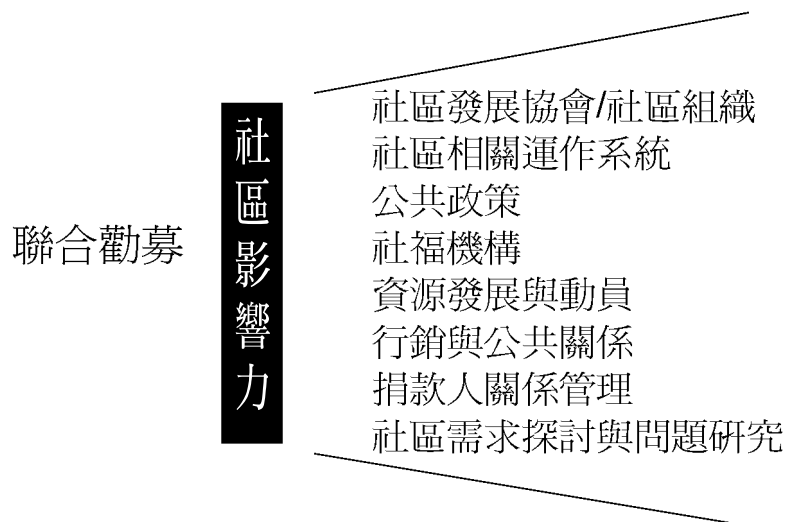 聯合勸募
社區影響力
社區發展協會/社區組織
社區相關運作系統
公共政策
社福機構
資源發展與動員
行銷與公共關係
捐款人關係管理
社區需求探討與問題研究